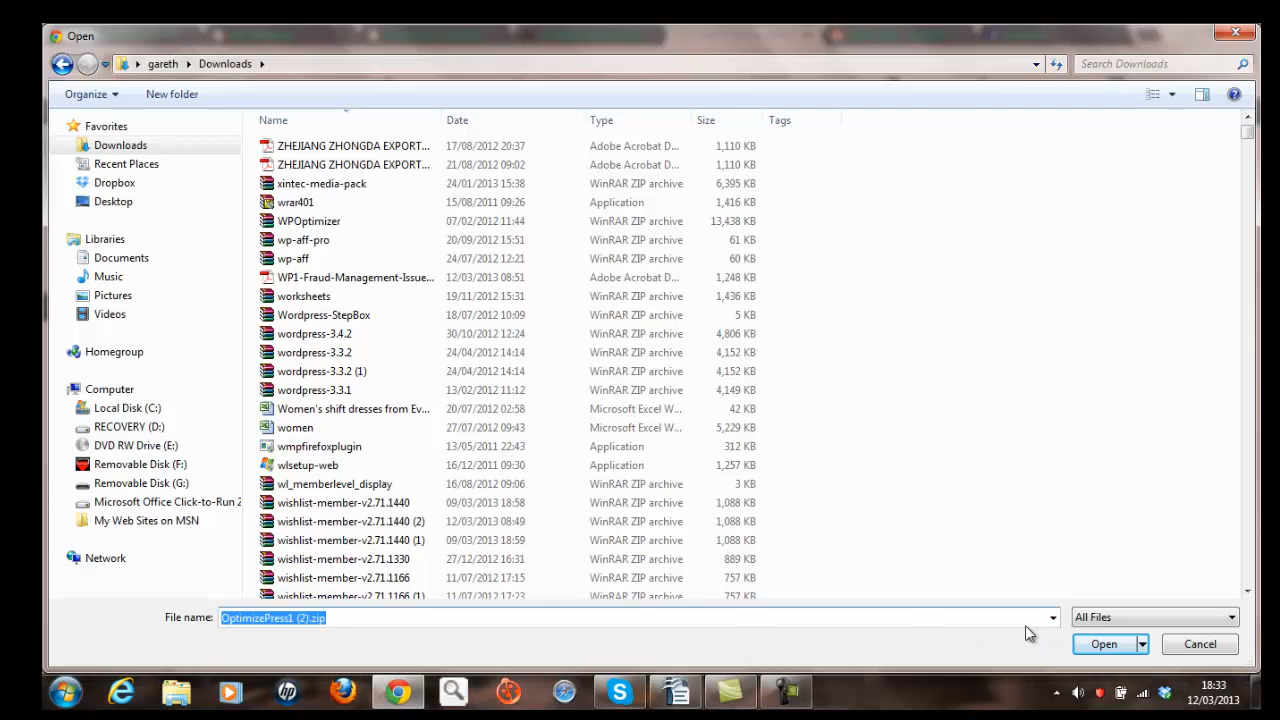 Open
gareth Downloads
Search Downloads
Organize New folder
Name Date Type Size Tags
Favorites
Downloads
Recent Places
Dropbox
Desktop
Libraries
Documents
Music
Pictures
Videos
Homegroup
Computer
Local Disk (C:)
RECOVERY (D:)
DVD RW Drive (E:)
Removable Disk (F:)
Removable Disk (G:)
Microsoft Office Click-to-Run 2
My Web Sites on MSN
Network
ZHEJIANG ZHONGDA EXPORT... 17/08/2012 20:37 Adobe Acrobat D... 1,110 KB
ZHEJIANG ZHONGDA EXPORT... 21/08/2012 09:02 Adobe Acrobat D... 1,110 KB
xintec-media-pack 24/01/2013 15:38 WinRAR ZIP archive 6,395 KB
wrar401 15/08/2011 09:26 Application 1,416 KB
WPOptimizer 07/02/2012 11:44 WinRAR ZIP archive 13,438 KB
wp-aff-pro 20/09/2012 15:51 WinRAR ZIP archive 61 KB
wp-aff 24/07/2012 12:21 WinRAR ZIP archive 60 KB
WP1-Fraud-Management-Issue... 12/03/2013 08:51 Adobe Acrobat D... 1,248 KB
worksheets 19/11/2012 15:31 WinRAR ZIP archive 1,436 KB
Wordpress-StepBox 18/07/2012 10:09 WinRAR ZIP archive 5 KB
wordpress-3.4.2 30/10/2012 12:24 WinRAR ZIP archive 4,806 KB
wordpress-3.3.2 24/04/2012 14:14 WinRAR ZIP archive 4,152 KB
wordpress-3.3.2 (1) 24/04/2012 14:14 WinRAR ZIP archive 4,152 KB
wordpress-3.3.1 13/02/2012 11:12 WinRAR ZIP archive 4,149 KB
Women's shift dresses from Ev... 20/07/2012 02:58 Microsoft Excel W... 42 KB
women 27/07/2012 09:43 Microsoft Excel W... 5,229 KB
wmpfirefoxplugin 13/05/2011 22:43 Application 312 KB
wlsetup-web 16/12/2011 09:30 Application 1,257 KB
wl_memberlevel_display 16/08/2012 09:06 WinRAR ZIP archive 3 KB
wishlist-member-v2.71.1440 09/03/2013 18:58 WinRAR ZIP archive 1,088 KB
wishlist-member-v2.71.1440 (2) 12/03/2013 08:49 WinRAR ZIP archive 1,088 KB
wishlist-member-v2.71.1440 (1) 09/03/2013 18:59 WinRAR ZIP archive 1,088 KB
wishlist-member-v2.71.1330 27/12/2012 16:31 WinRAR ZIP archive 889 KB
wishlist-member-v2.71.1166 11/07/2012 17:15 WinRAR ZIP archive 757 KB
wishlist-member-v2.71.1166 (1) 11/07/2012 17:23 WinRAR ZIP archive 757 KB
File name: OptimizePress1 (2).zip All Files
Open Cancel
hp
18:33
12/03/2013